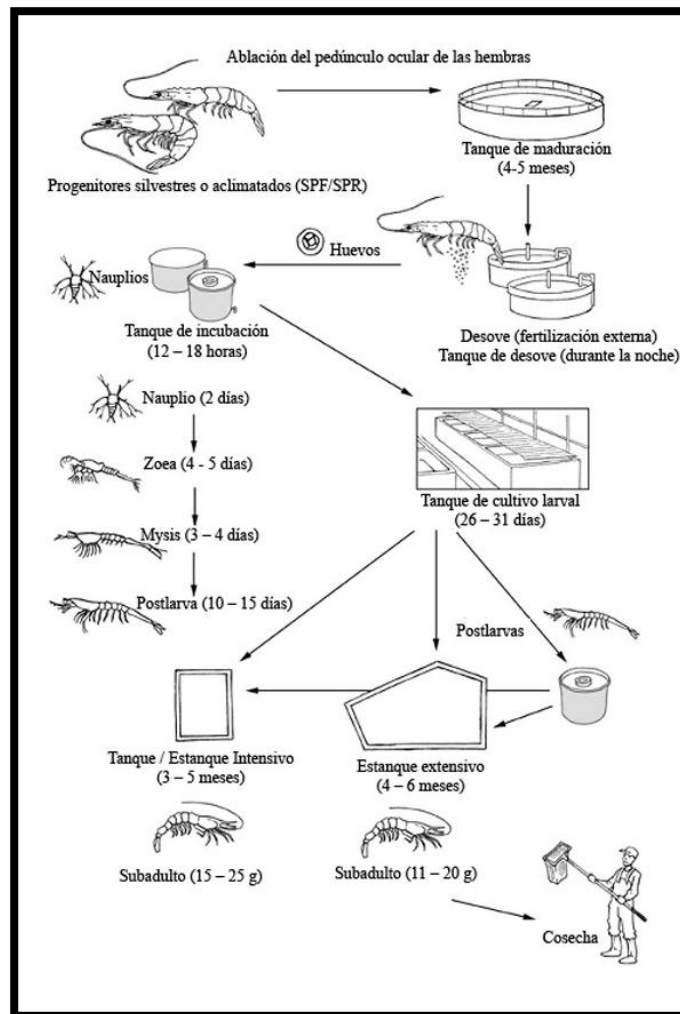 Ablación del pedúnculo ocular de las hembras
Tanque de maduración
(4-5 meses)
Progenitores silvestres o aclimatados (SPF/SPR)
Huevos
Nauplios
Tanque de incubación
(12 – 18 horas)
Desove (fertilización externa)
Tanque de desove (durante la noche)
Nauplio (2 días)
Zoea (4 - 5 días)
Mysis (3 – 4 días)
Postlarva (10 – 15 días)
Tanque de cultivo larval
(26 – 31 días)
Postlarvas
Tanque / Estanque Intensivo
(3 – 5 meses)
Estanque extensivo
(4 – 6 meses)
Subadulto (15 – 25 g)
Subadulto (11 – 20 g)
Cosecha